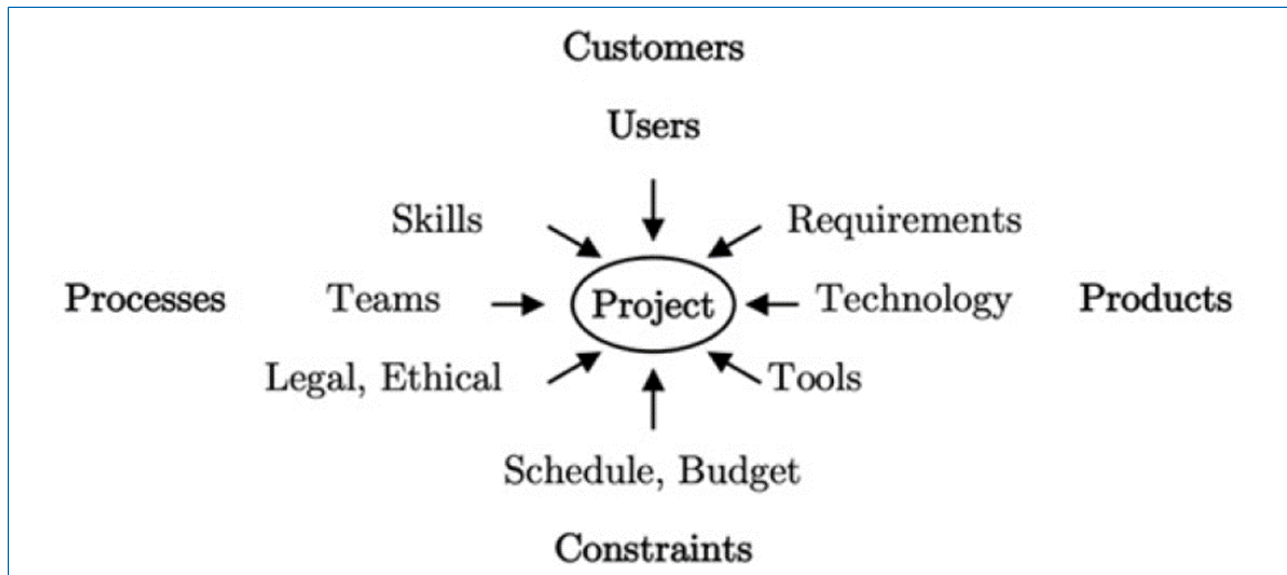 Customers
Users
Skills Requirements
Processes Teams Project Technology Products
Legal, Ethical Tools
Schedule, Budget
Constraints